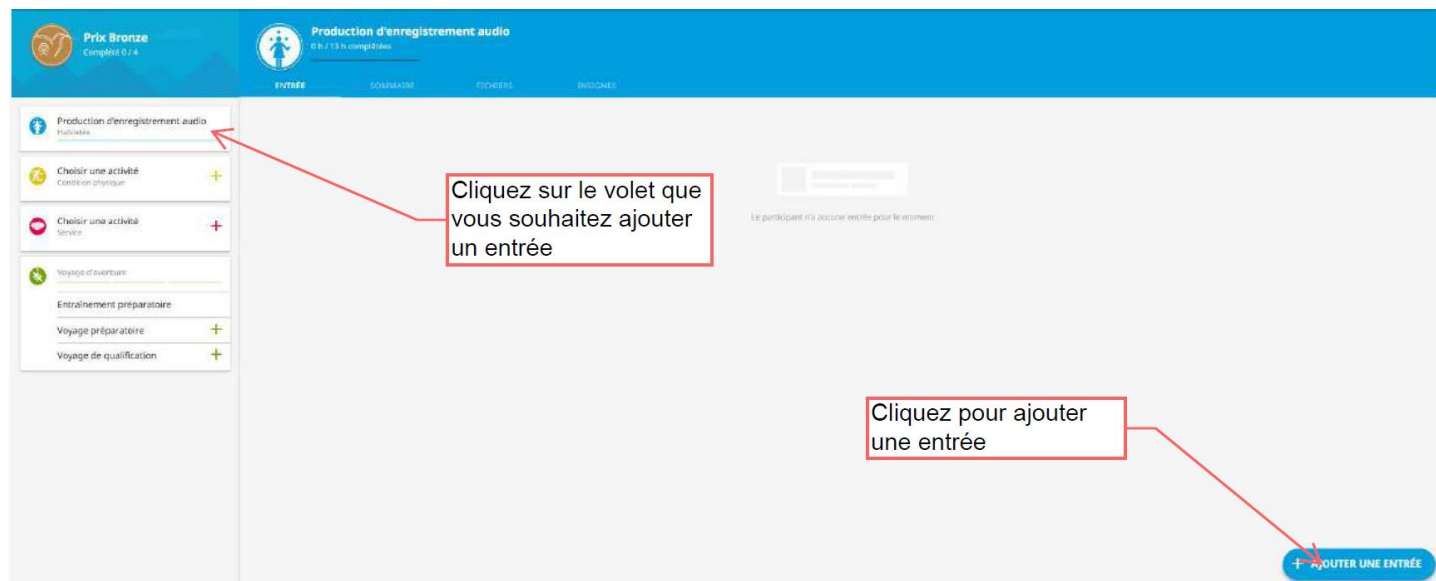 Prix Bronze
Complété 0 / 4
Production d'enregistrement audio
0 h / 13 h complétées
ENTRÉE SOMMAIRE FICHIERS INSIGNES
Production d'enregistrement audio
Habiletés
Choisir une activité
Condition physique
Choisir une activité
Service
Voyage d'aventure
Entraînement préparatoire
Voyage préparatoire
Voyage de qualification
Cliquez sur le volet que
vous souhaitez ajouter
un entrée
Le participant n'a aucune entrée pour le moment
Cliquez pour ajouter
une entrée
+ AJOUTER UNE ENTRÉE